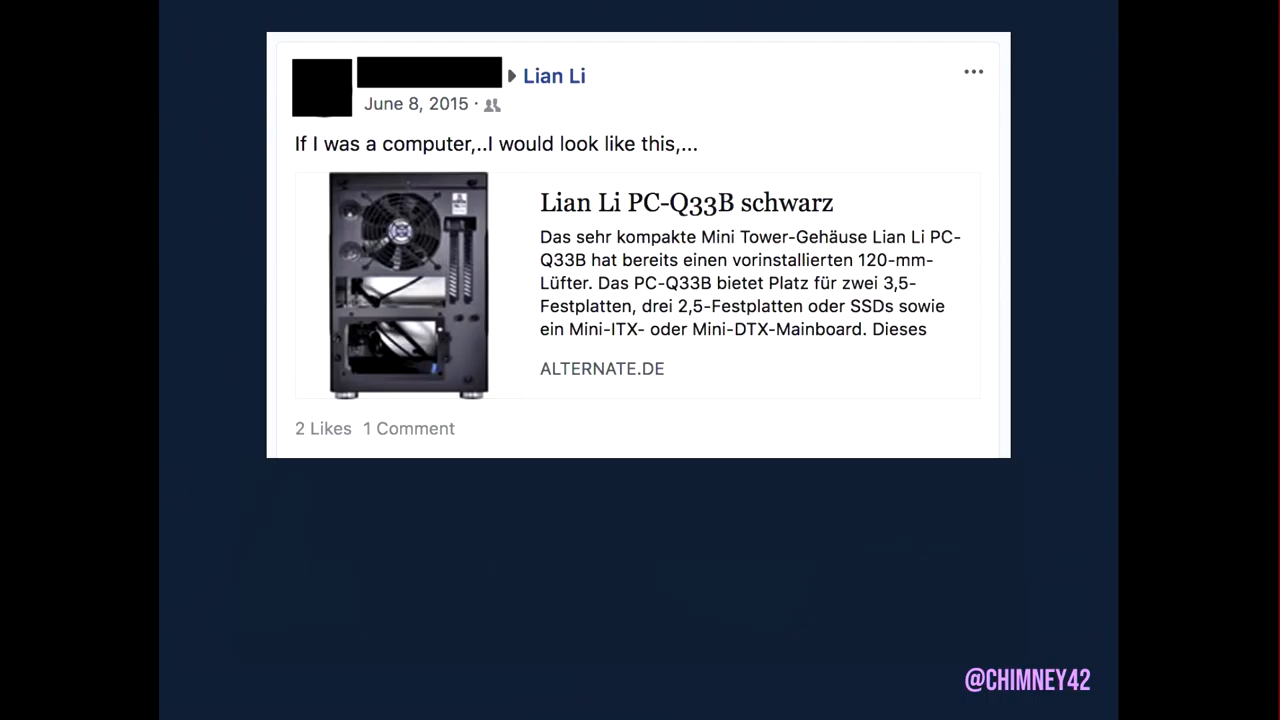 Lian Li
June 8, 2015 ·
If I was a computer,..I would look like this,...
Lian Li PC-Q33B schwarz
Das sehr kompakte Mini Tower-Gehäuse Lian Li PC-
Q33B hat bereits einen vorinstallierten 120-mm-
Lüfter. Das PC-Q33B bietet Platz für zwei 3,5-
Festplatten, drei 2,5-Festplatten oder SSDs sowie
ein Mini-ITX- oder Mini-DTX-Mainboard. Dieses
ALTERNATE.DE
2 Likes 1 Comment
@CHIMNEY42